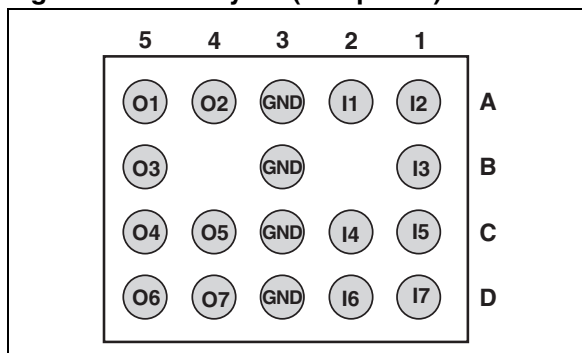 5 4 3 2 1
O1 O2 GND I1 I2 A
O3 GND I3 B
O4 O5 GND I4 I5 C
O6 O7 GND I6 I7 D